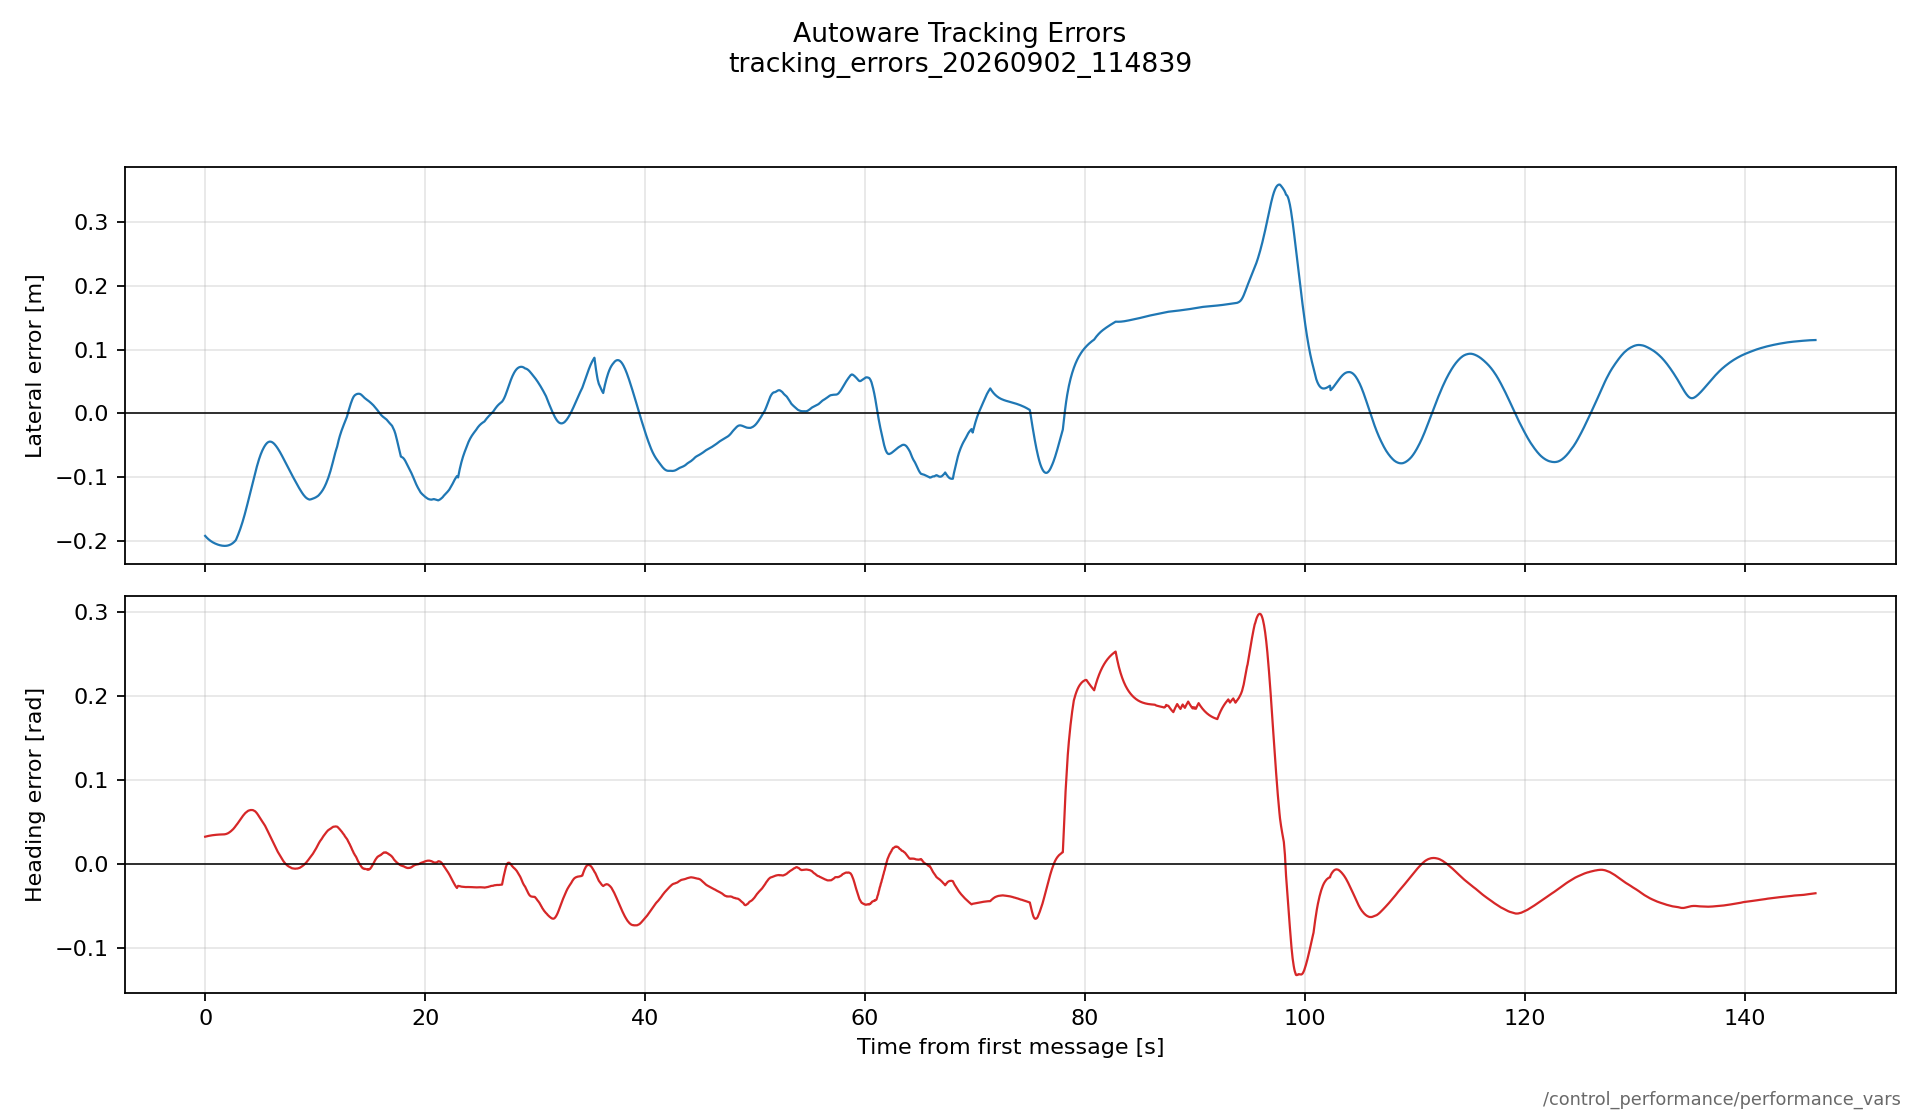 Autoware Tracking Errors
tracking_errors_20260902_114839
Lateral error [m]
0.3
0.2
0.1
0.0
−0.1
−0.2
Heading error [rad]
0.3
0.2
0.1
0.0
−0.1
0 20 40 60 80 100 120 140
Time from first message [s]
/control_performance/performance_vars